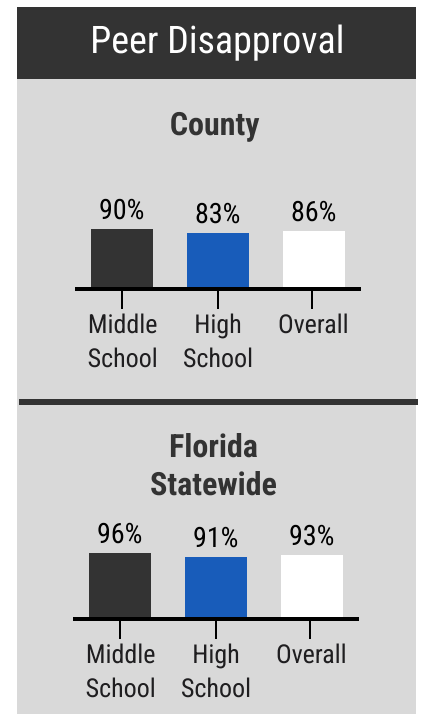 Peer Disapproval
County
90% 83% 86%
Middle School
High School
Overall
Florida
Statewide
96% 91% 93%
Middle School
High School
Overall